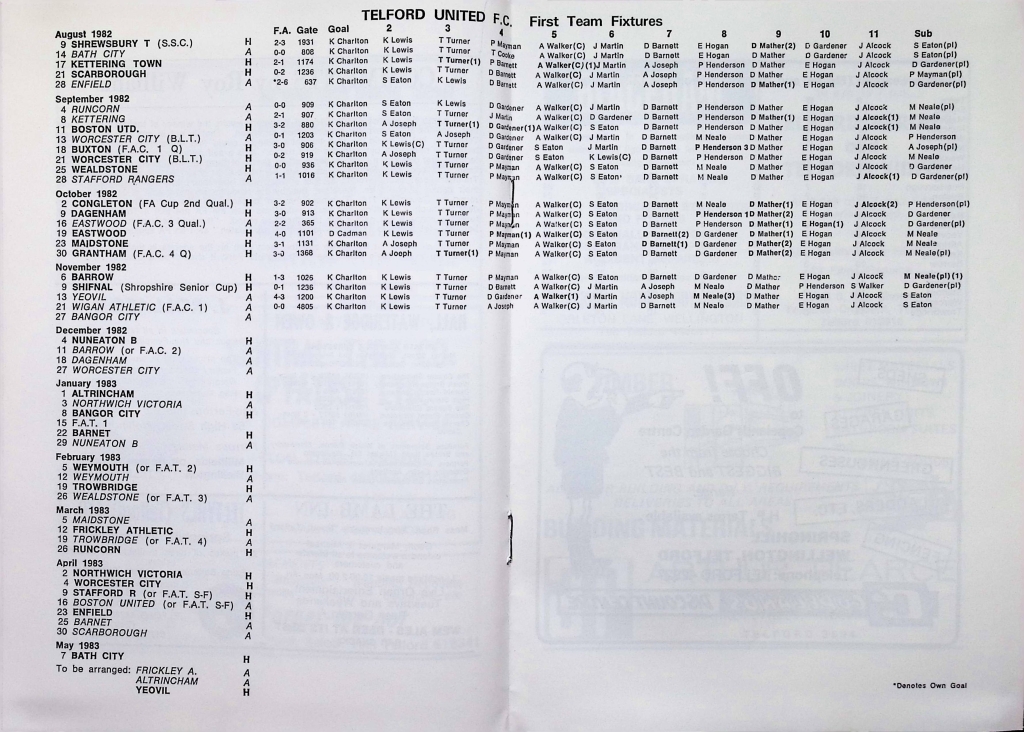 TELFORD UNITED F.C. First Team Fixtures
August 1982 F.A. Gate Goal 2 3 4 5 6 7 8 9 10 11 Sub
9 SHREWSBURY T (S.S.C.) H 2-3 1931 K Charlton K Lewis T Turner P Mayman A Walker(C) J Martin D Barnett E Hogan D Mather(2) D Gardener J Alcock S Eaton(pl)
14 BATH CITY A 0-0 808 K Charlton K Lewis T Turner T Cooke A Walker(C) J Martin D Barnett E Hogan D Mather D Gardener J Alcock S Eaton(pl)
17 KETTERING TOWN H 2-1 1174 K Charlton K Lewis T Turner(1) P Barnett A Walker(C)(1)J Martin A Joseph P Henderson D Mather E Hogan J Alcock D Gardener(pl)
21 SCARBOROUGH H 0-2 1236 K Charlton K Lewis T Turner D Barnett A Walker(C) J Martin A Joseph P Henderson D Mather E Hogan J Alcock P Mayman(pl)
28 ENFIELD A *2-6 637 K Charlton S Eaton K Lewis D Barnett A Walker(C) J Martin A Joseph P Henderson D Mather(1) E Hogan J Alcock D Gardener(pl)
September 1982
4 RUNCORN A 0-0 909 K Charlton S Eaton K Lewis D Gardener A Walker(C) J Martin D Barnett P Henderson D Mather E Hogan J Alcock M Neale(pl)
8 KETTERING A 2-1 907 K Charlton S Eaton T Turner J Martin A Walker(C) D Gardener D Barnett P Henderson D Mather(1) E Hogan J Alcock(1) M Neale
11 BOSTON UTD. H 3-2 880 K Charlton A Joseph T Turner(1) D Gardener(1)A Walker(C) S Eaton D Barnett P Henderson D Mather E Hogan J Alcock(1) M Neale
13 WORCESTER CITY (B.L.T.) A 0-1 1203 K Charlton S Eaton A Joseph D Gardener A Walker(C) J Martin D Barnett M Neale D Mather E Hogan J Alcock P Henderson
18 BUXTON (F.A.C. 1 Q) H 3-0 906 K Charlton K Lewis(C) T Turner D Gardener S Eaton J Martin D Barnett P Henderson 3 D Mather E Hogan J Alcock A Joseph(pl)
21 WORCESTER CITY (B.L.T.) H 0-2 919 K Charlton A Joseph T Turner D Gardener S Eaton K Lewis(C) D Barnett P Henderson D Mather E Hogan J Alcock M Neale
25 WEALDSTONE H 0-0 936 K Charlton K Lewis T Turner P Mayman A Walker(C) S Eaton D Barnett M Neale D Mather E Hogan J Alcock D Gardener
28 STAFFORD RANGERS A 1-1 1016 K Charlton K Lewis T Turner P Mayman A Walker(C) S Eaton D Barnett M Neale D Mather E Hogan J Alcock(1) D Gardener(pl)
October 1982
2 CONGLETON (FA Cup 2nd Qual.) H 3-2 902 K Charlton K Lewis T Turner P Mayman A Walker(C) S Eaton D Barnett M Neale D Mather(1) E Hogan J Alcock(2) P Henderson(pl)
9 DAGENHAM H 3-0 913 K Charlton K Lewis T Turner P Mayman A Walker(C) S Eaton D Barnett P Henderson 1 D Mather(2) E Hogan J Alcock D Gardener
16 EASTWOOD (F.A.C. 3 Qual.) A 2-2 365 K Charlton K Lewis T Turner P Mayman A Walker(C) S Eaton D Barnett P Henderson D Mather(1) E Hogan(1) J Alcock M Neale
19 EASTWOOD H 4-0 1101 D Cadman K Lewis T Turner P Mayman(1) A Walker(C) S Eaton D Barnett(2) D Gardener D Mather(1) E Hogan J Alcock M Neale
23 MAIDSTONE H 3-1 1131 K Charlton A Joseph T Turner P Mayman A Walker(C) S Eaton D Barnett(1) D Gardener D Mather(2) E Hogan J Alcock M Neale
30 GRANTHAM (F.A.C. 4 Q) H 3-0 1368 K Charlton A Joeph T Turner(1) P Mayman A Walker(C) S Eaton D Barnett D Gardener D Mather(2) E Hogan J Alcock M Neale
November 1982
6 BARROW H 1-3 1026 K Charlton K Lewis T Turner P Mayman A Walker(C) S Eaton D Barnett D Gardener D Mather E Hogan J Alcock M Neale(pl)(1)
9 SHIFNAL (Shropshire Senior Cup) H 0-1 1236 K Charlton K Lewis T Turner D Barnett A Walker(C) J Martin A Joseph M Neale D Mather P Henderson S Walker D Gardener(pl)
13 YEOVIL A 4-3 1200 K Charlton K Lewis T Turner D Gardener A Walker(1) J Martin A Joseph M Neale(3) D Mather E Hogan J Alcock S Eaton
21 WIGAN ATHLETIC (F.A.C. 1) A 0-0 4805 K Charlton K Lewis T Turner A Joseph A Walker(C) J Martin D Barnett M Neale D Mather E Hogan J Alcock S Eaton
27 BANGOR CITY A
December 1982
4 NUNEATON B H
11 BARROW (or F.A.C. 2) A
18 DAGENHAM A
27 WORCESTER CITY A
January 1983
1 ALTRINCHAM H
3 NORTHWICH VICTORIA A
8 BANGOR CITY H
15 F.A.T. 1
22 BARNET H
29 NUNEATON B A
February 1983
5 WEYMOUTH (or F.A.T. 2) H
12 WEYMOUTH A
19 TROWBRIDGE H
26 WEALDSTONE (or F.A.T. 3) A
March 1983
5 MAIDSTONE A
12 FRICKLEY ATHLETIC H
19 TROWBRIDGE (or F.A.T. 4) A
26 RUNCORN H
April 1983
2 NORTHWICH VICTORIA H
4 WORCESTER CITY H
9 STAFFORD R (or F.A.T. S-F) H
16 BOSTON UNITED (or F.A.T. S-F) A
23 ENFIELD H
25 BARNET A
30 SCARBOROUGH A
May 1983
7 BATH CITY H
To be arranged: FRICKLEY A. A
ALTRINCHAM A
YEOVIL H
*Denotes Own Goal